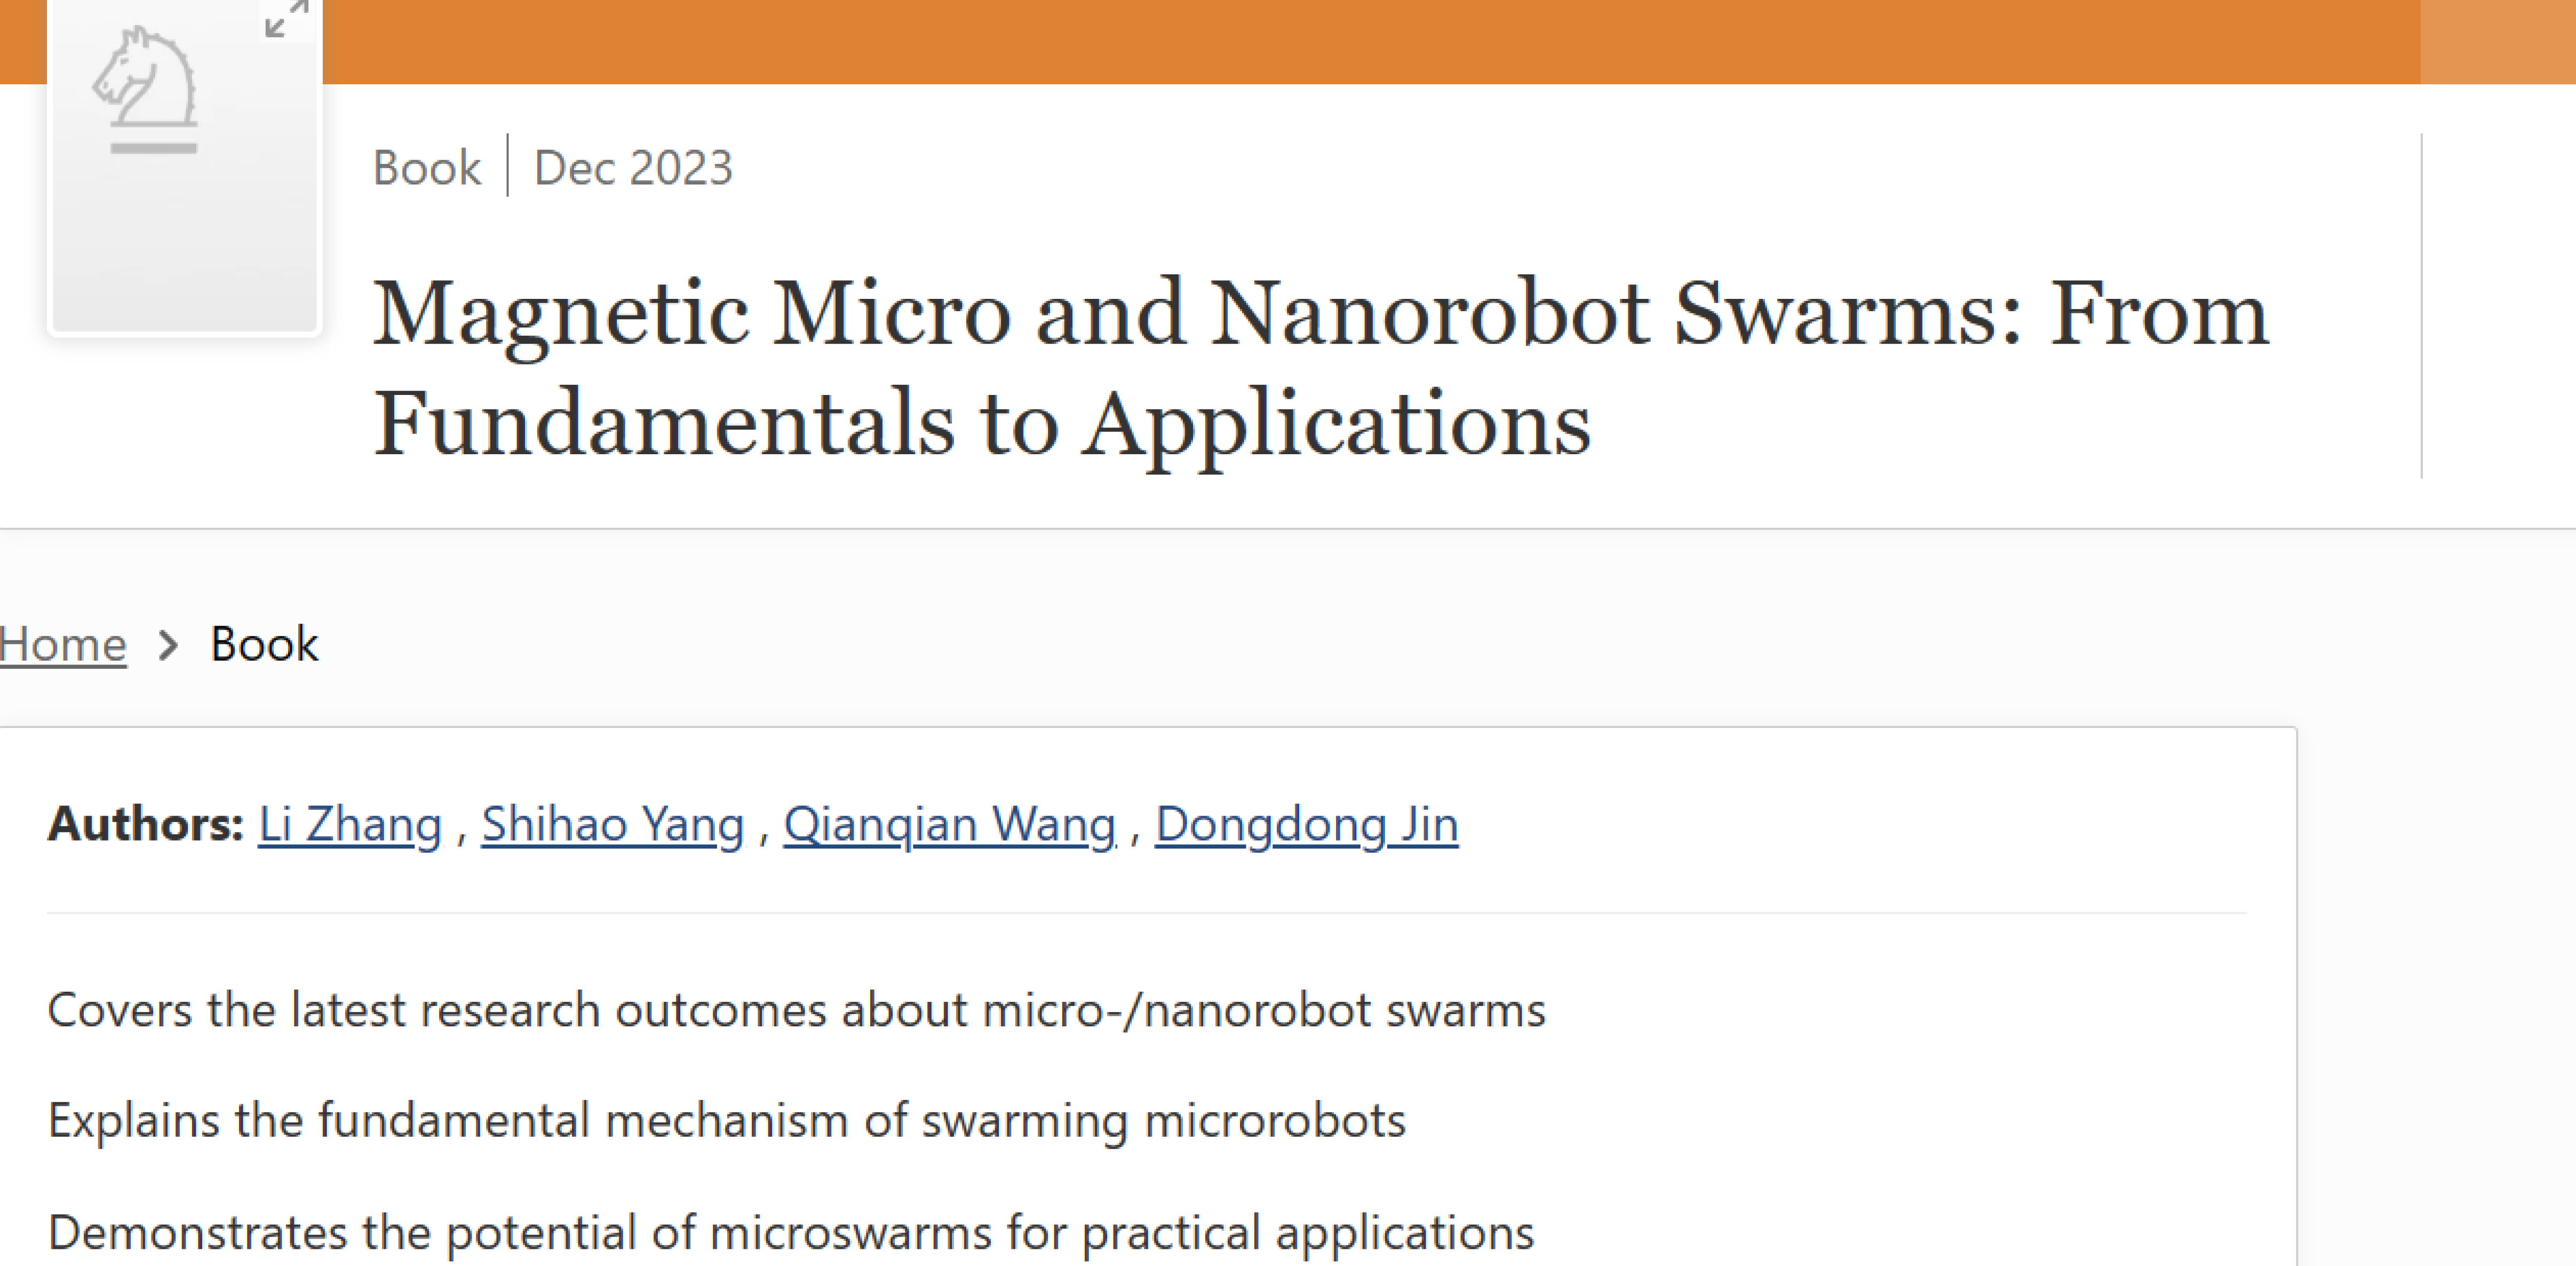 Book | Dec 2023
Magnetic Micro and Nanorobot Swarms: From
Fundamentals to Applications
Home > Book
Authors: Li Zhang , Shihao Yang , Qianqian Wang , Dongdong Jin
Covers the latest research outcomes about micro-/nanorobot swarms
Explains the fundamental mechanism of swarming microrobots
Demonstrates the potential of microswarms for practical applications